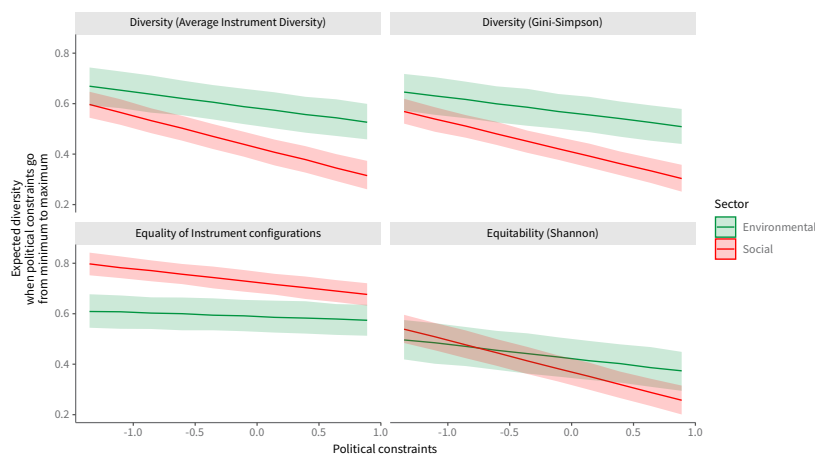 Diversity (Average Instrument Diversity)
Diversity (Gini-Simpson)
0.8
0.6
0.4
0.2
Equality of Instrument configurations
Equitability (Shannon)
0.8
0.6
0.4
0.2
Expected diversity
when political constraints go
from minimum to maximum
-1.0
-0.5
0.0
0.5
1.0
-1.0
-0.5
0.0
0.5
1.0
Political constraints
Sector
Environmental
Social